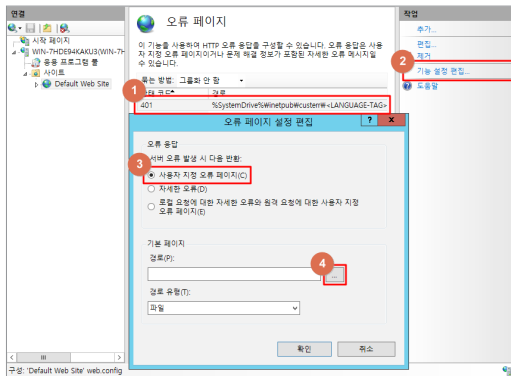 연결
시작 페이지
WIN-7HDE94KAKU3(WIN-7H
응용 프로그램 풀
사이트
Default Web Site
오류 페이지
이 기능을 사용하여 HTTP 오류 응답을 구성할 수 있습니다. 오류 응답은 사용
자 지정 오류 페이지이거나 문제 해결 정보가 포함된 자세한 오류 메시지일
수 있습니다.
묶는 방법: 그룹화 안 함
1
상태 코드
경로
401
%SystemDrive%\inetpub\custerr\<LANGUAGE-TAG>
오류 페이지 설정 편집
?
x
오류 응답
서버 오류 발생 시 다음 반환:
3
사용자 지정 오류 페이지(C)
자세한 오류(D)
로컬 요청에 대한 자세한 오류와 원격 요청에 대한 사용자 지정
오류 페이지(E)
기본 페이지
경로(P):
4
...
경로 유형(T):
파일
확인
취소
작업
추가...
편집...
제거
2
기능 설정 편집...
도움말
구성: 'Default Web Site' web.config